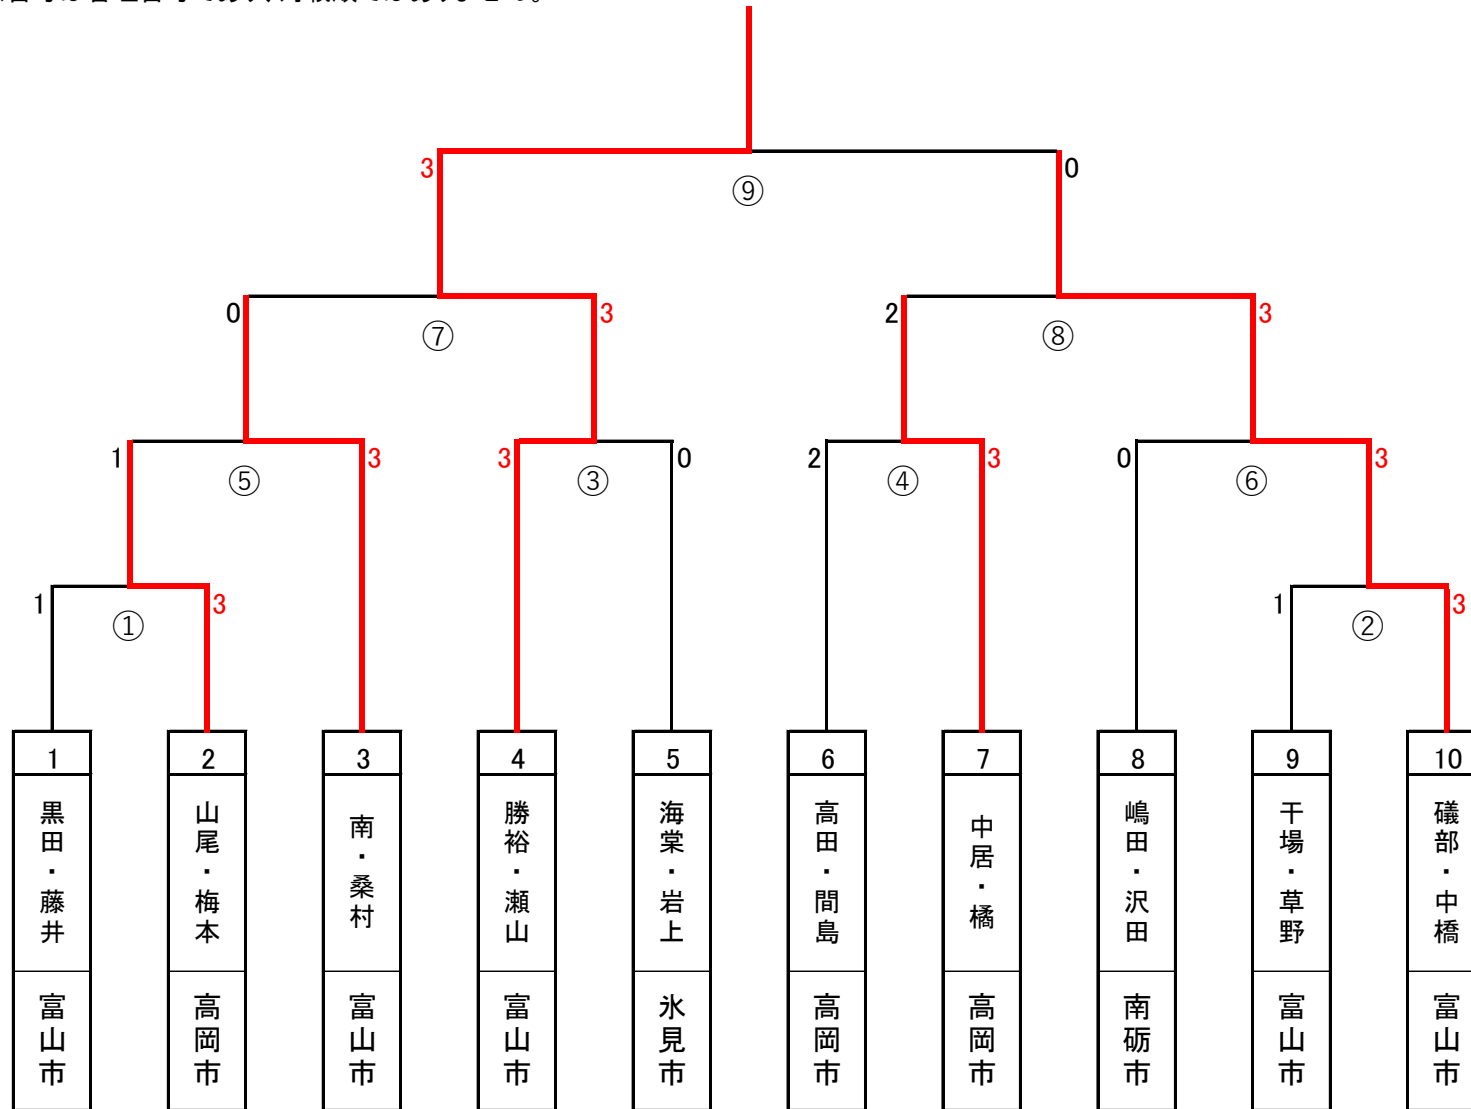 3
0
⑨
0
3
2
3
⑦
⑧
1
3
3
0
2
3
0
3
⑤
③
④
⑥
1
3
1
3
①
②
1
2
3
4
5
6
7
8
9
10
黒田・藤井
山尾・梅本
南・桑村
勝裕・瀬山
海棠・岩上
高田・間島
中居・橘
嶋田・沢田
干場・草野
礒部・中橋
富山市
高岡市
富山市
富山市
氷見市
高岡市
高岡市
南砺市
富山市
富山市